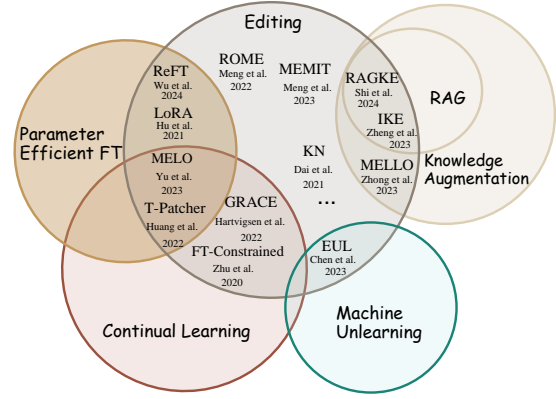 Editing
ReFT
Wu et al.
2024
ROME
Meng et al.
2022
MEMIT
Meng et al.
2023
RAGKE
Shi et al.
2024
RAG
LoRA
Hu et al.
2021
IKE
Zheng et al.
2023
Parameter
Efficient FT
MELO
Yu et al.
2023
KN
Dai et al.
2021
...
MELLO
Zhong et al.
2023
Knowledge
Augmentation
T-Patcher
Huang et al.
2022
GRACE
Hartvigsen et al.
2022
FT-Constrained
Zhu et al.
2020
EUL
Chen et al.
2023
Continual Learning
Machine
Unlearning